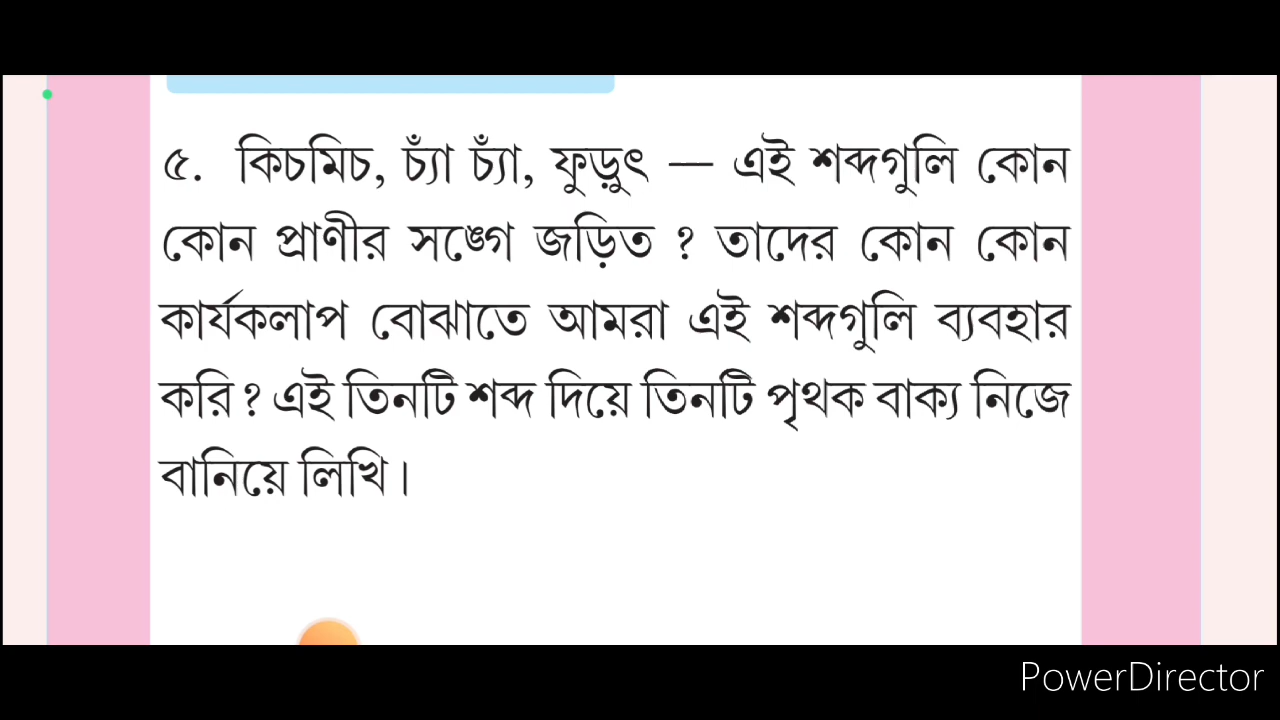 ৫. কিচমিচ, চ্যাঁ চ্যাঁ, ফুড়ুৎ — এই শব্দগুলি কোন
কোন প্রাণীর সঙ্গে জড়িত ? তাদের কোন কোন
কার্যকলাপ বোঝাতে আমরা এই শব্দগুলি ব্যবহার
করি ? এই তিনটি শব্দ দিয়ে তিনটি পৃথক বাক্য নিজে
বানিয়ে লিখি।
PowerDirector